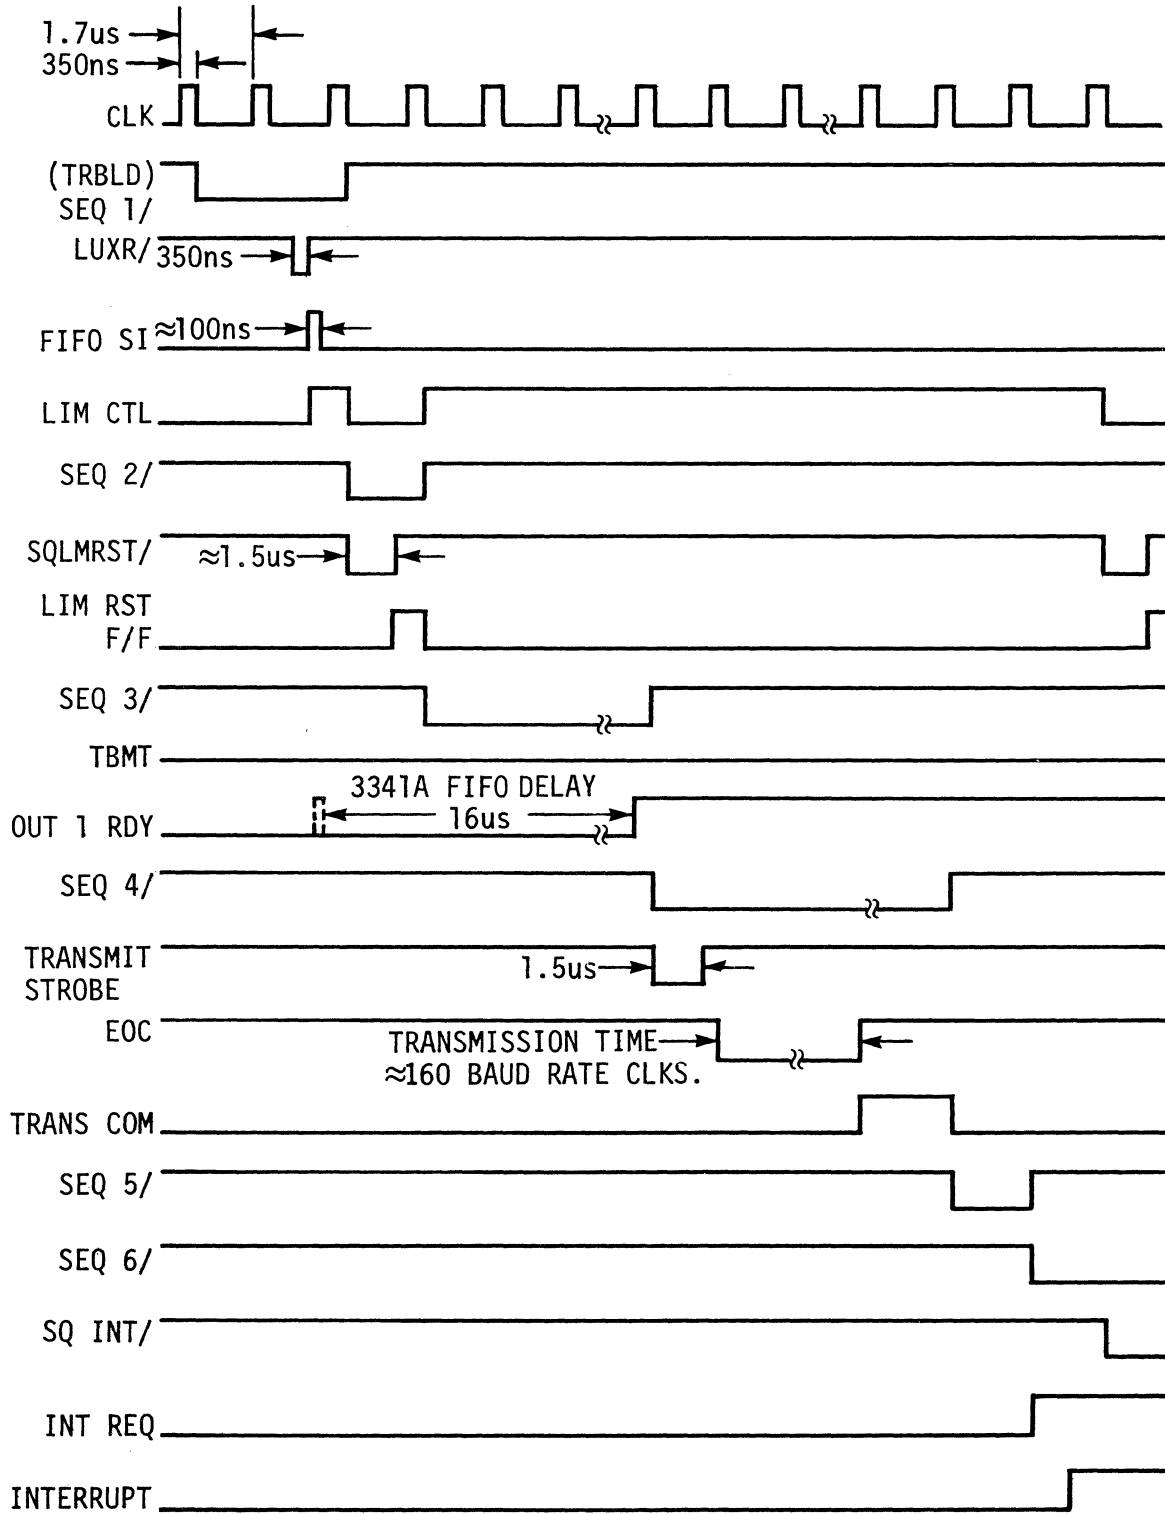 1.7us
350ns
CLK
(TRBLD)
SEQ 1/
LUXR/
350ns
FIFO SI
≈100ns
LIM CTL
SEQ 2/
SQLMRST/
≈1.5us
LIM RST
F/F
SEQ 3/
TBMT
3341A FIFO DELAY
16us
OUT 1 RDY
SEQ 4/
TRANSMIT
STROBE
1.5us
EOC
TRANSMISSION TIME
≈160 BAUD RATE CLKS.
TRANS COM
SEQ 5/
SEQ 6/
SQ INT/
INT REQ
INTERRUPT